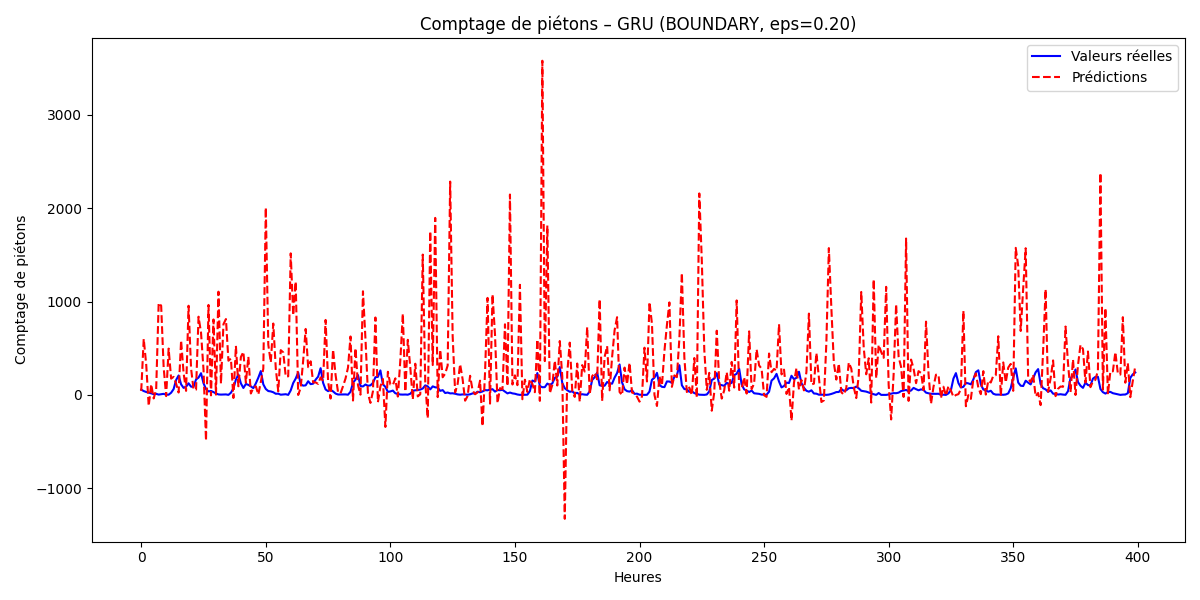 Comptage de piétons – GRU (BOUNDARY, eps=0.20)
Valeurs réelles
Prédictions
Comptage de piétons
3000
2000
1000
0
−1000
0 50 100 150 200 250 300 350 400
Heures